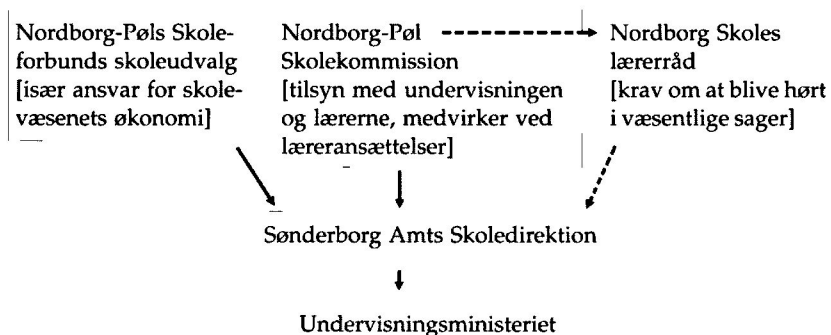 Nordborg-Pøls Skole-
forbunds skoleudvalg
[især ansvar for skole-
væsenets økonomi]
Nordborg-Pøl
Skolekommission
[tilsyn med undervisningen
og lærerne, medvirker ved
læreransættelser]
Nordborg Skoles
lærerråd
[krav om at blive hørt
i væsentlige sager]
Sønderborg Amts Skoledirektion
Undervisningsministeriet